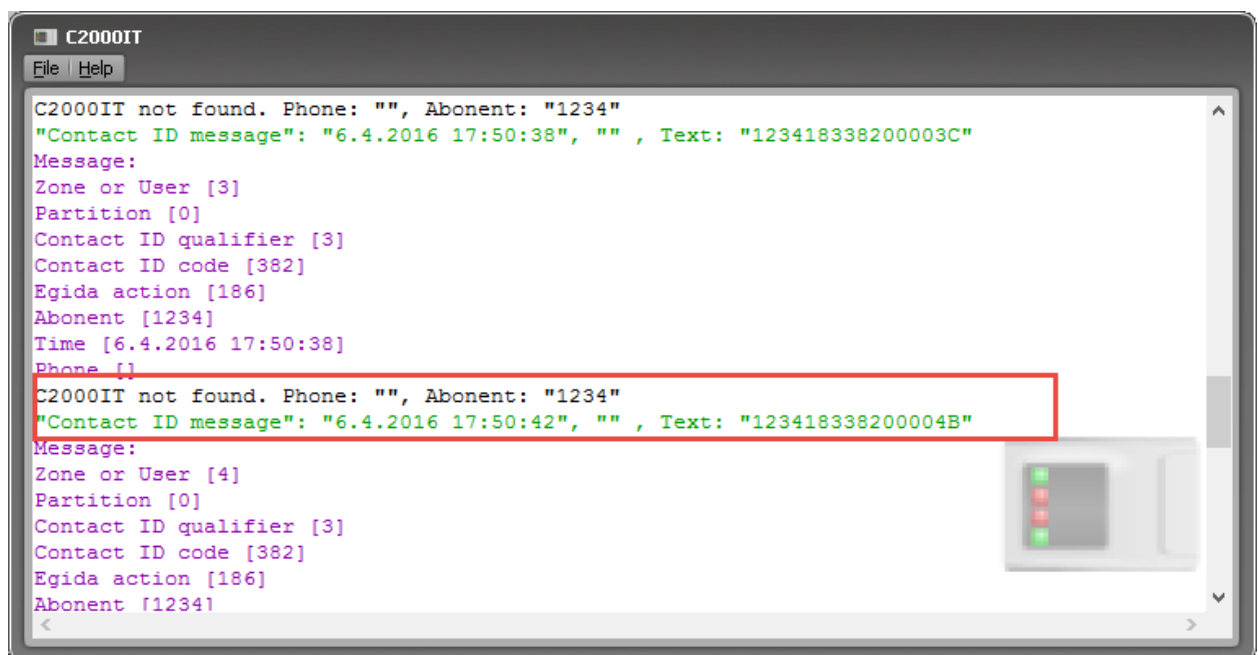 C2000IT
File Help
C2000IT not found. Phone: "", Abonent: "1234"
"Contact ID message": "6.4.2016 17:50:38", "" , Text: "123418338200003C"
Message:
Zone or User [3]
Partition [0]
Contact ID qualifier [3]
Contact ID code [382]
Egida action [186]
Abonent [1234]
Time [6.4.2016 17:50:38]
Phone []
C2000IT not found. Phone: "", Abonent: "1234"
"Contact ID message": "6.4.2016 17:50:42", "" , Text: "123418338200004B"
Message:
Zone or User [4]
Partition [0]
Contact ID qualifier [3]
Contact ID code [382]
Egida action [186]
Abonent [1234]